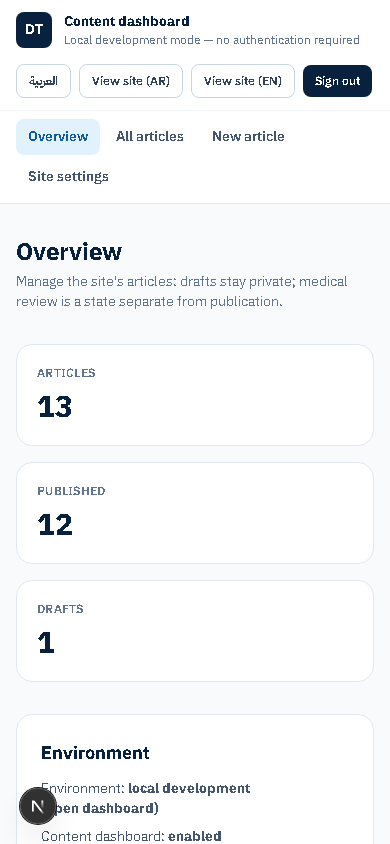 DT
Content dashboard
Local development mode — no authentication required
العربية
View site (AR)
View site (EN)
Sign out
Overview
All articles
New article
Site settings
Overview
Manage the site's articles: drafts stay private; medical
review is a state separate from publication.
ARTICLES
13
PUBLISHED
12
DRAFTS
1
Environment
Environment: local development
dashboard)
N
Content dashboard: enabled